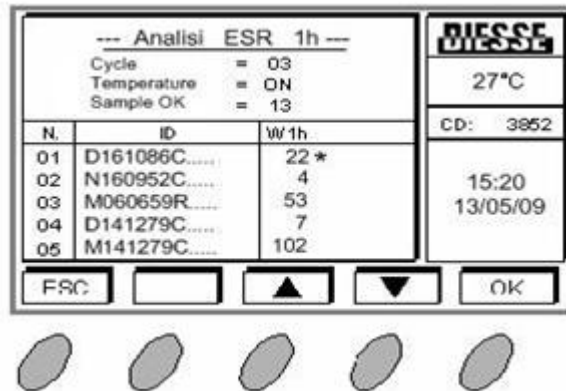 --- Analisi ESR 1h ---
Cycle = 03
Temperature = ON
Sample OK = 13
N. ID W 1h
01 D161086C..... 22 *
02 N160952C..... 4
03 M060659R..... 53
04 D141279C..... 7
05 M141279C..... 102
DIESSE
27°C
CD: 3852
15:20
13/05/09
ESC ▲ ▼ OK